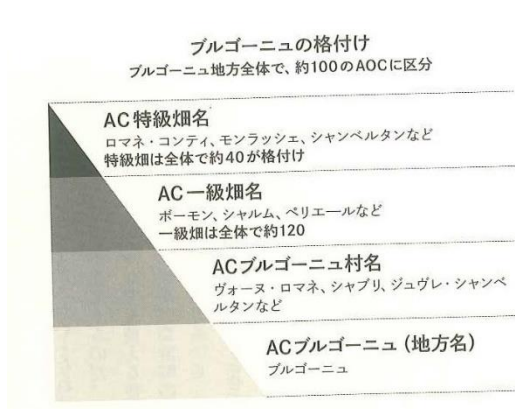 ブルゴーニュの格付け
ブルゴーニュ地方全体で、約100のAOCに区分
AC特級畑名
ロマネ・コンティ、モンラッシェ、シャンベルタンなど
特級畑は全体で約40が格付け
AC一級畑名
ボーモン、シャルム、ペリエールなど
一級畑は全体で約120
ACブルゴーニュ村名
ヴォーヌ・ロマネ、シャブリ、ジュヴレ・シャンベ
ルタンなど
ACブルゴーニュ（地方名）
ブルゴーニュ